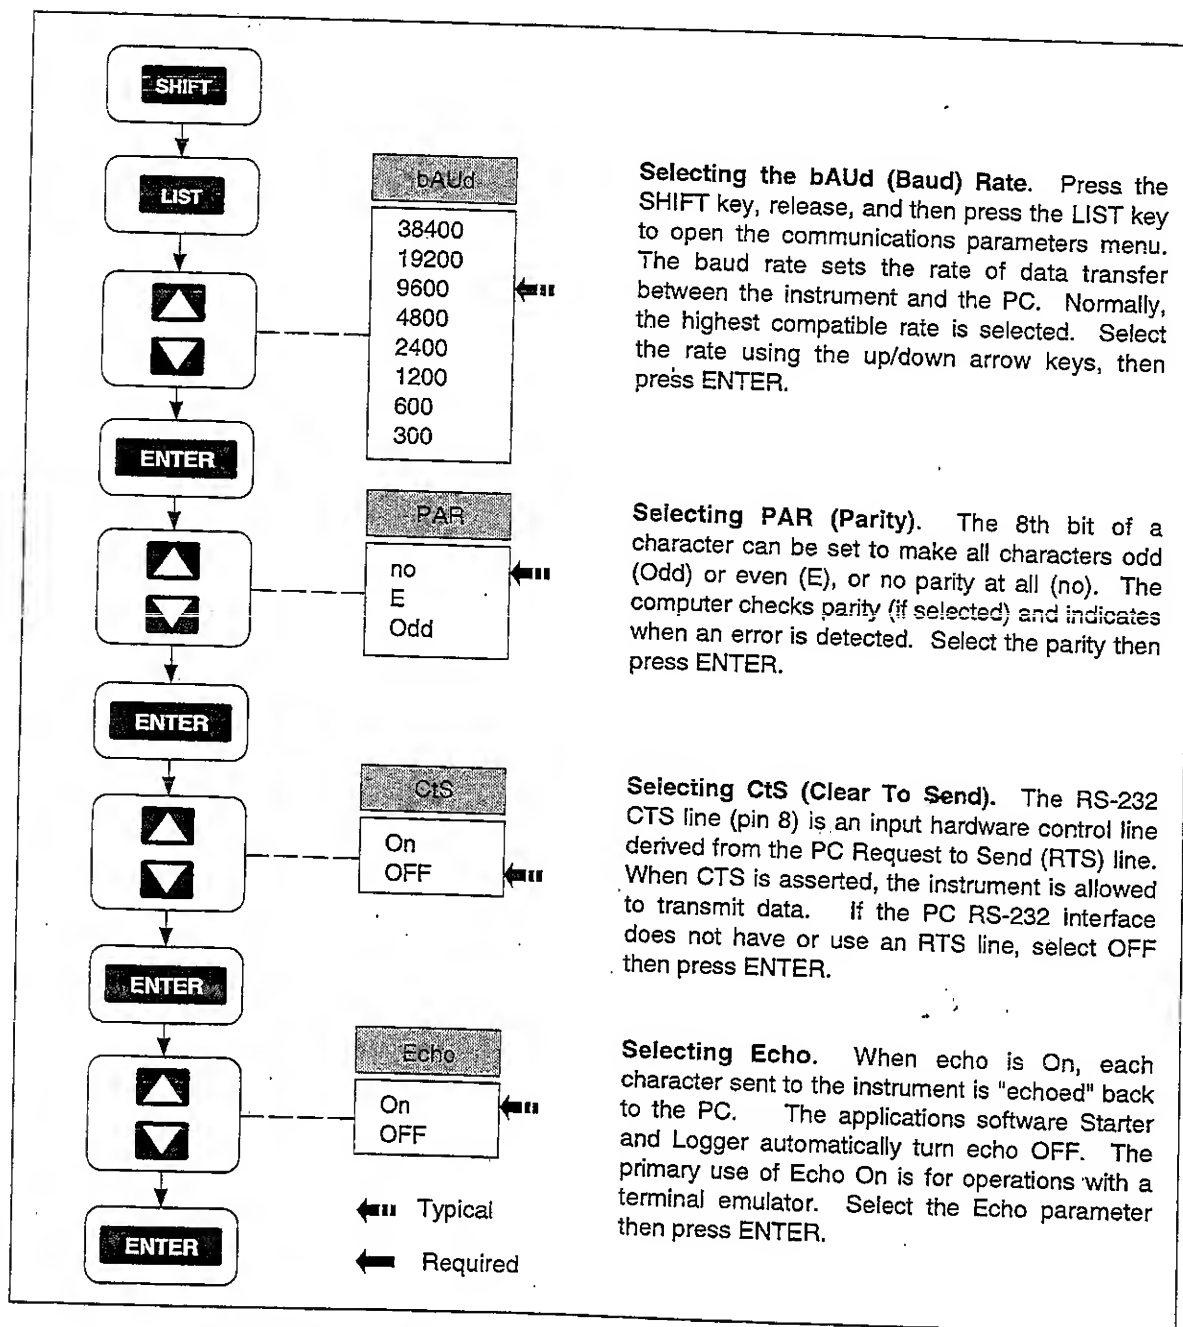 SHIFT
LIST
bAUd
38400
19200
9600
4800
2400
1200
600
300
Selecting the bAUd (Baud) Rate. Press the
SHIFT key, release, and then press the LIST key
to open the communications parameters menu.
The baud rate sets the rate of data transfer
between the instrument and the PC. Normally,
the highest compatible rate is selected. Select
the rate using the up/down arrow keys, then
press ENTER.
ENTER
PAR
no
E
Odd
Selecting PAR (Parity). The 8th bit of a
character can be set to make all characters odd
(Odd) or even (E), or no parity at all (no). The
computer checks parity (if selected) and indicates
when an error is detected. Select the parity then
press ENTER.
ENTER
CtS
On
OFF
Selecting CtS (Clear To Send). The RS-232
CTS line (pin 8) is an input hardware control line
derived from the PC Request to Send (RTS) line.
When CTS is asserted, the instrument is allowed
to transmit data. If the PC RS-232 interface
does not have or use an RTS line, select OFF
then press ENTER.
ENTER
Echo
On
OFF
Selecting Echo. When echo is On, each
character sent to the instrument is "echoed" back
to the PC. The applications software Starter
and Logger automatically turn echo OFF. The
primary use of Echo On is for operations with a
terminal emulator. Select the Echo parameter
then press ENTER.
ENTER
Typical
Required